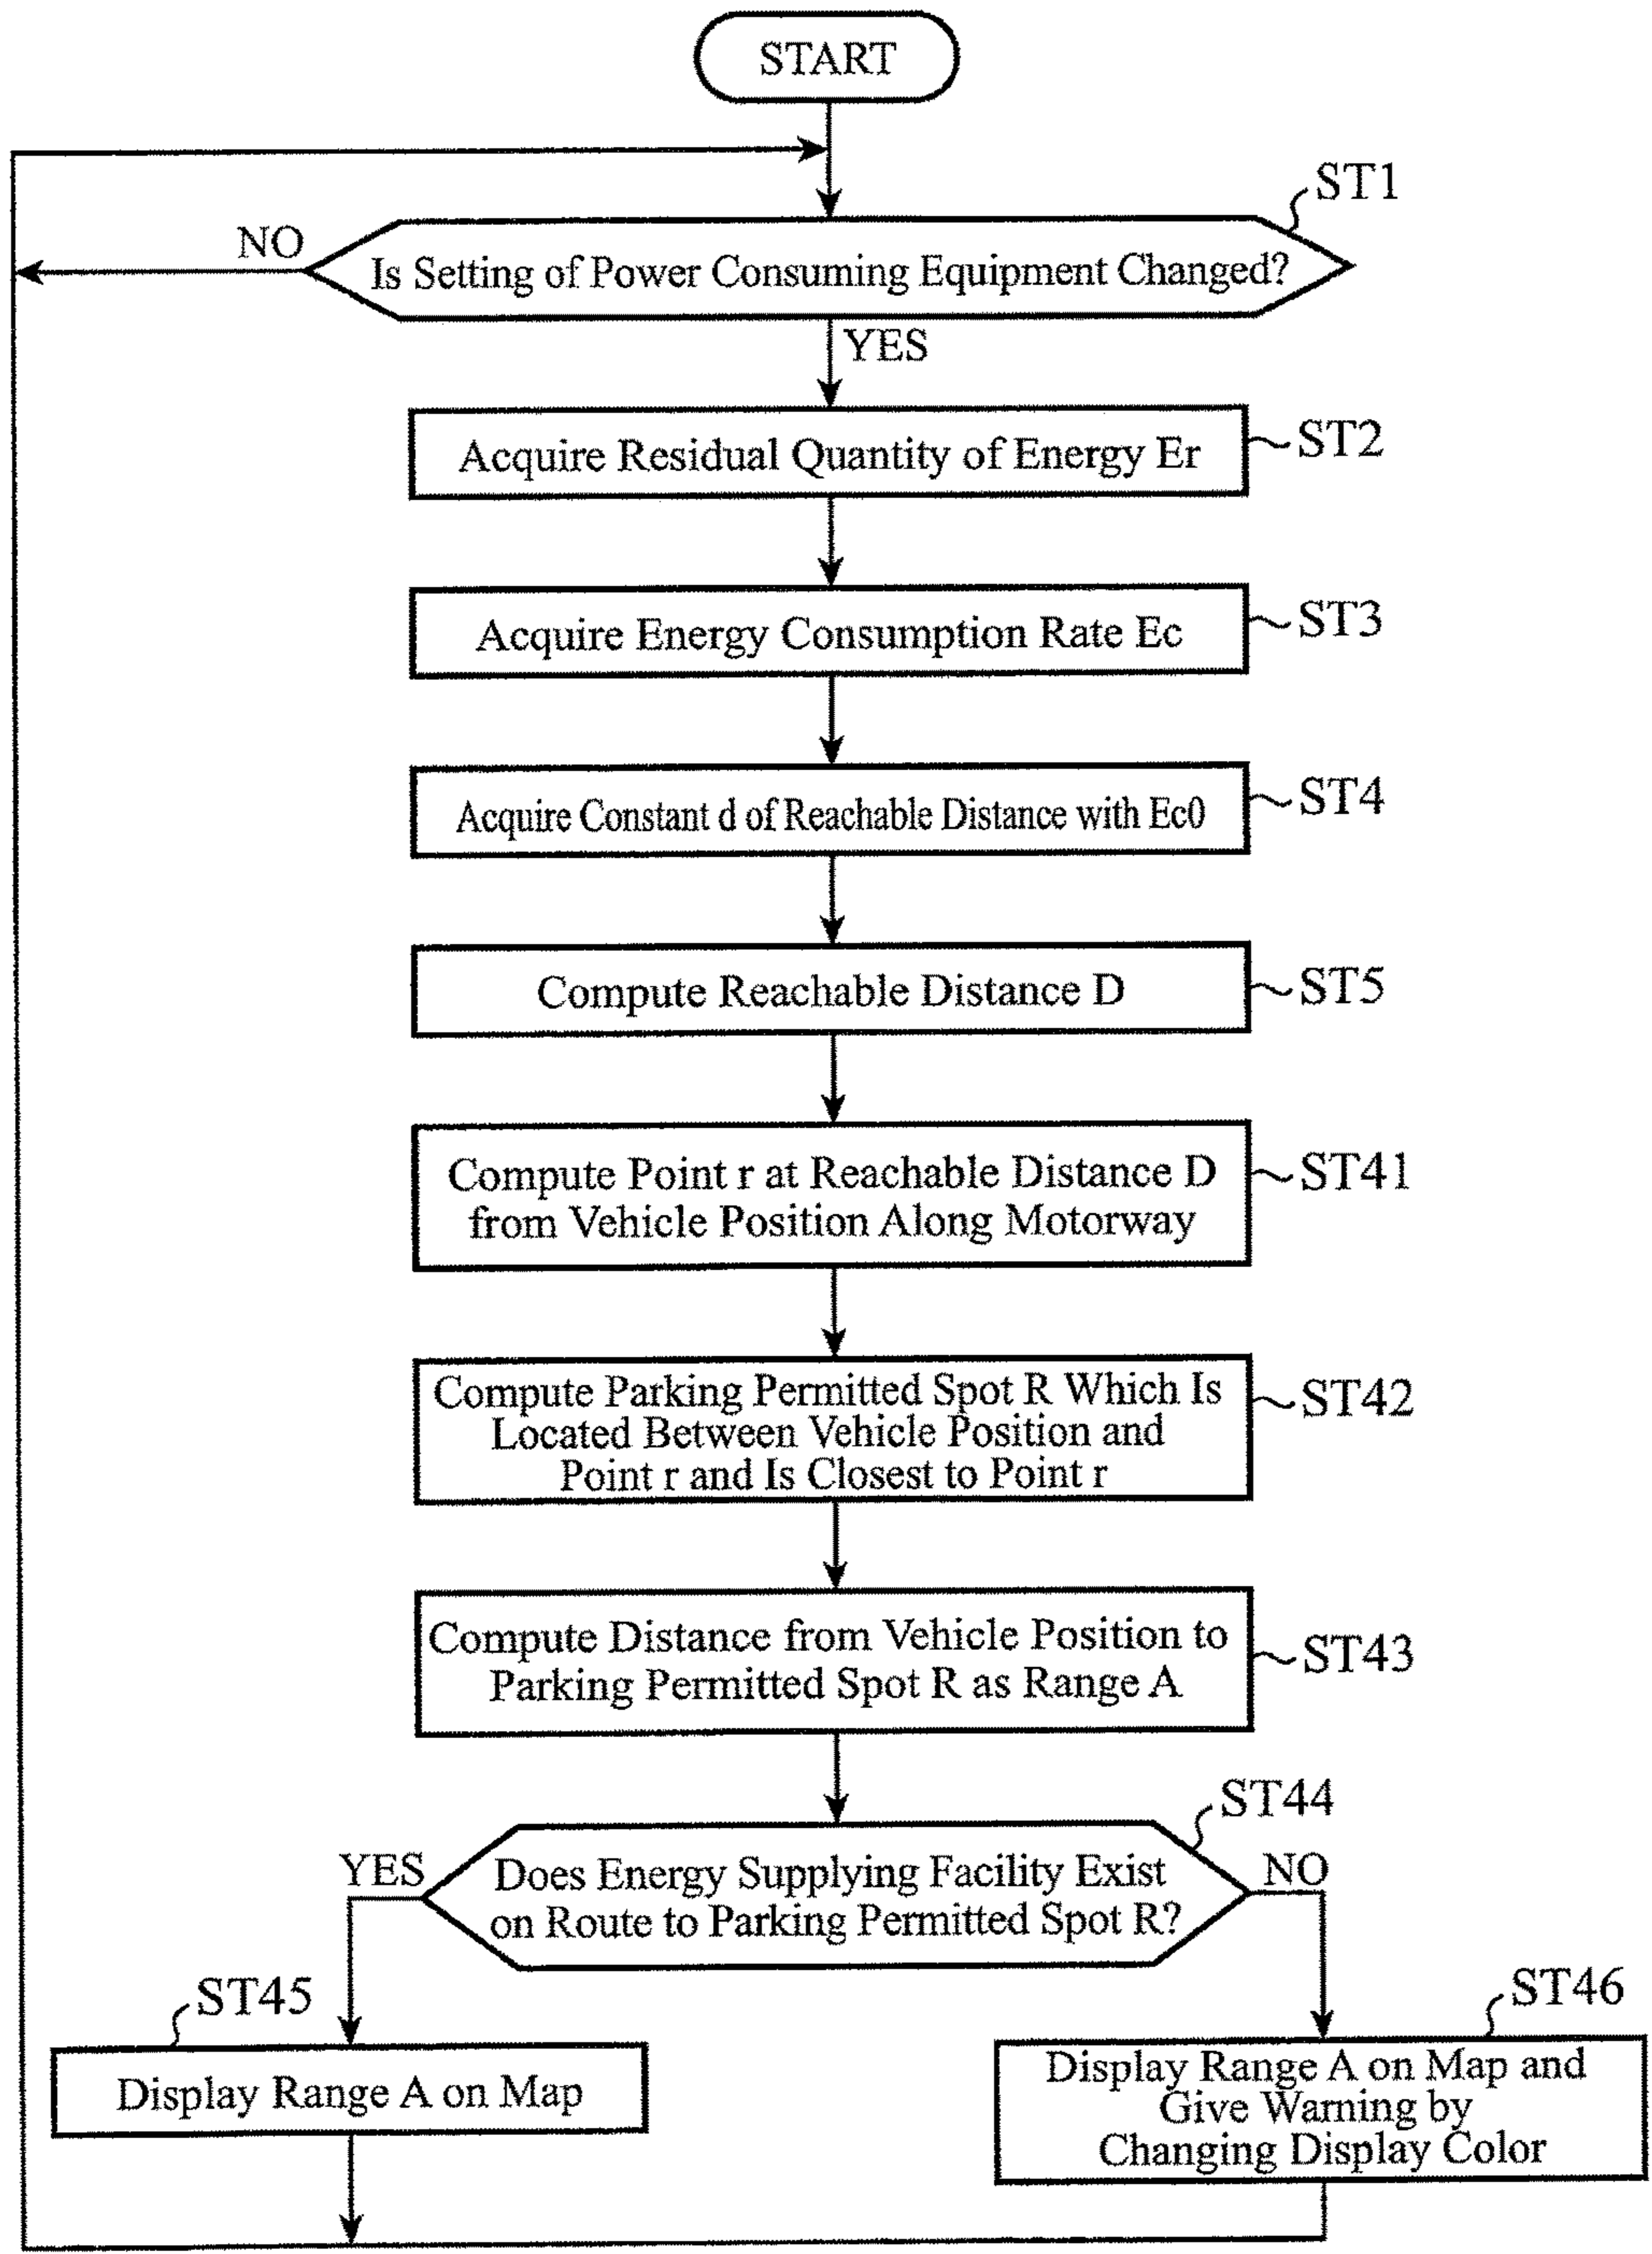 START
ST1
NO
Is Setting of Power Consuming Equipment Changed?
YES
Acquire Residual Quantity of Energy Er
ST2
Acquire Energy Consumption Rate Ec
ST3
Acquire Constant d of Reachable Distance with Ec0
ST4
Compute Reachable Distance D
ST5
Compute Point r at Reachable Distance D
from Vehicle Position Along Motorway
ST41
Compute Parking Permitted Spot R Which Is
Located Between Vehicle Position and
Point r and Is Closest to Point r
ST42
Compute Distance from Vehicle Position to
Parking Permitted Spot R as Range A
ST43
ST44
YES
Does Energy Supplying Facility Exist
on Route to Parking Permitted Spot R?
NO
ST45
Display Range A on Map
ST46
Display Range A on Map and
Give Warning by
Changing Display Color